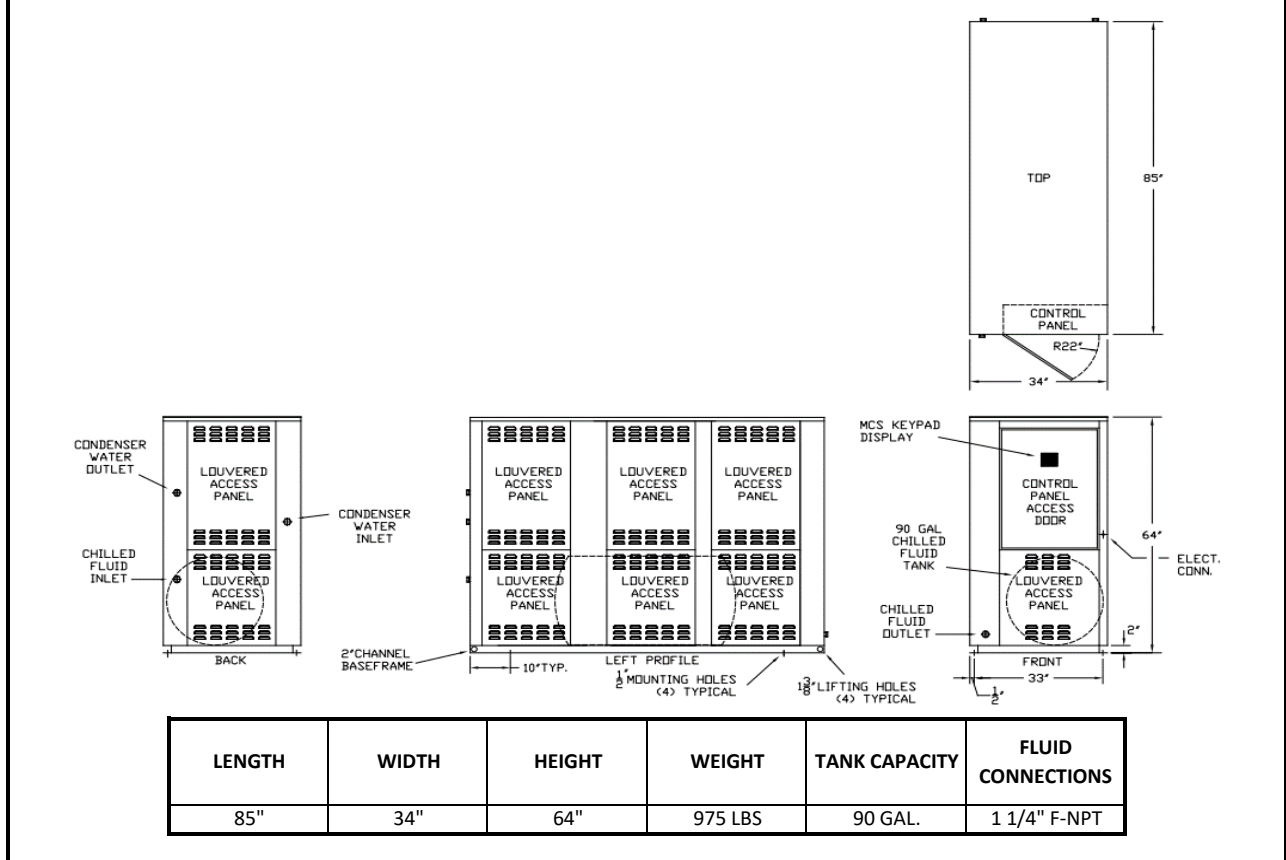 TOP
85"
CONTROL
PANEL
R22"
34"
CONDENSER
WATER
OUTLET
LOUVERED
ACCESS
PANEL
CONDENSER
WATER
INLET
CHILLED
FLUID
INLET
LOUVERED
ACCESS
PANEL
BACK
LOUVERED
ACCESS
PANEL
LOUVERED
ACCESS
PANEL
LOUVERED
ACCESS
PANEL
LOUVERED
ACCESS
PANEL
LOUVERED
ACCESS
PANEL
LOUVERED
ACCESS
PANEL
2"CHANNEL
BASEFRAME
10"TYP.
LEFT PROFILE
1/2" MOUNTING HOLES
(4) TYPICAL
1 3/8" LIFTING HOLES
(4) TYPICAL
MCS KEYPAD
DISPLAY
CONTROL
PANEL
ACCESS
DOOR
90 GAL
CHILLED
FLUID
TANK
64"
ELECT.
CONN.
LOUVERED
ACCESS
PANEL
CHILLED
FLUID
OUTLET
2"
FRONT
33"
1/2"
LENGTH WIDTH HEIGHT WEIGHT TANK CAPACITY FLUID CONNECTIONS
85" 34" 64" 975 LBS 90 GAL. 1 1/4" F-NPT